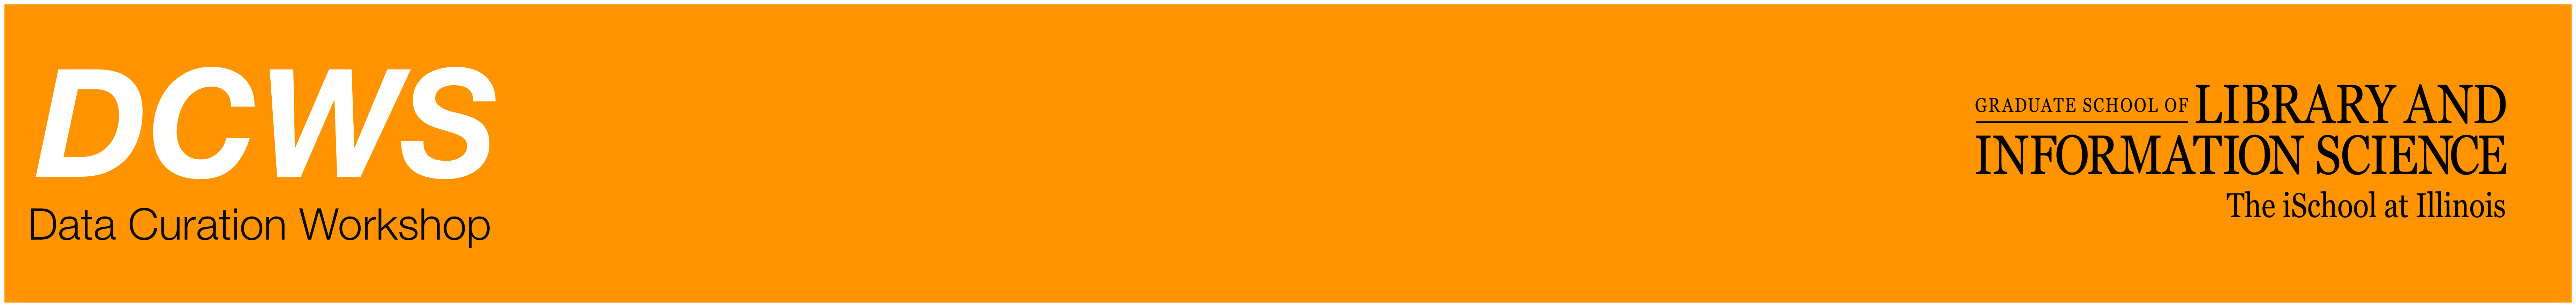 DCWS
Data Curation Workshop
GRADUATE SCHOOL OF LIBRARY AND
INFORMATION SCIENCE
The iSchool at Illinois